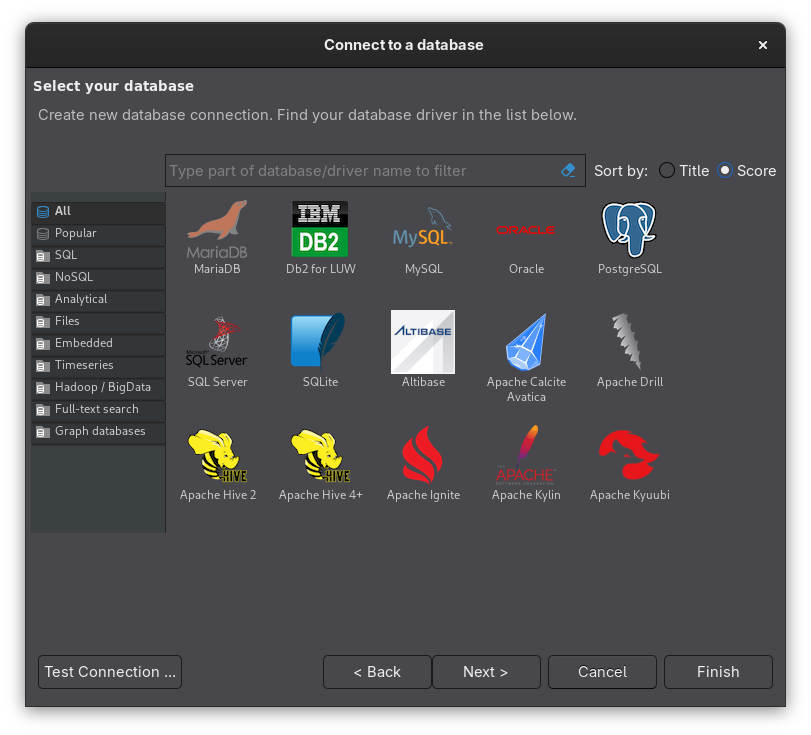 Connect to a database
Select your database
Create new database connection. Find your database driver in the list below.
Type part of database/driver name to filter
Sort by:
Title
Score
All
Popular
SQL
NoSQL
Analytical
Files
Embedded
Timeseries
Hadoop / BigData
Full-text search
Graph databases
MariaDB
MariaDB
IBM
DB2
Db2 for LUW
MySQL
MySQL
ORACLE
Oracle
PostgreSQL
Microsoft
SQL Server
SQL Server
SQLite
ALTIBASE
Altibase
Apache Calcite
Avatica
Apache Drill
HIVE
Apache Hive 2
HIVE
Apache Hive 4+
Apache Ignite
APACHE
Apache Kylin
Apache Kyuubi
Test Connection ...
< Back
Next >
Cancel
Finish